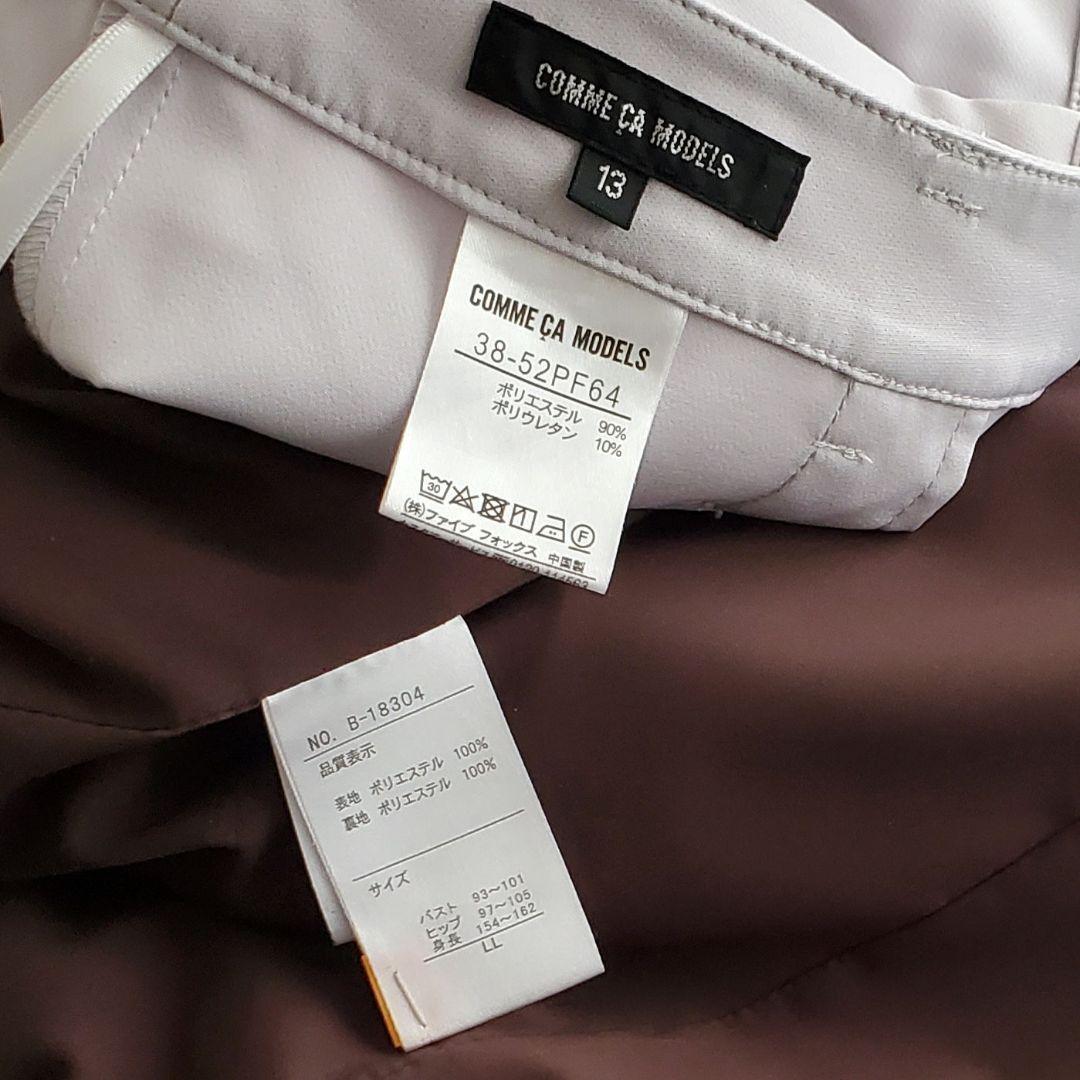 COMME ÇA MODELS
13
COMME ÇA MODELS
38-52PF64
ポリエステル 90%
ポリウレタン 10%
30
F
(株)ファイブ フォックス 中国製
NO. B-18304
品質表示
表地 ポリエステル 100%
裏地 ポリエステル 100%
サイズ
バスト 93〜101
ヒップ 97〜105
身長 154〜162
LL